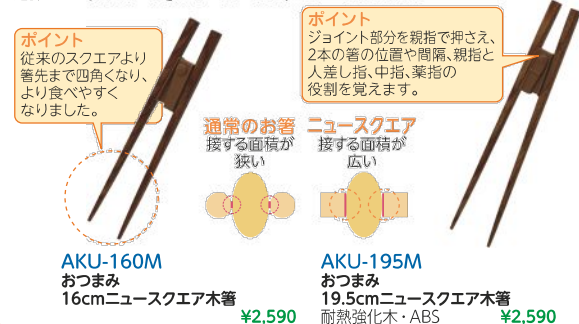 ポイント
従来のスクエアより
箸先まで四角くなり、
より食べやすく
なりました。
ポイント
ジョイント部分を親指で押さえ、
2本の箸の位置や間隔、親指と
人差し指、中指、薬指の
役割を覚えます。
通常のお箸
接する面積が
狭い
ニュースクエア
接する面積が
広い
AKU-160M
おつまみ
16cmニュースクエア木箸
¥2,590
AKU-195M
おつまみ
19.5cmニュースクエア木箸
耐熱強化木・ABS
¥2,590